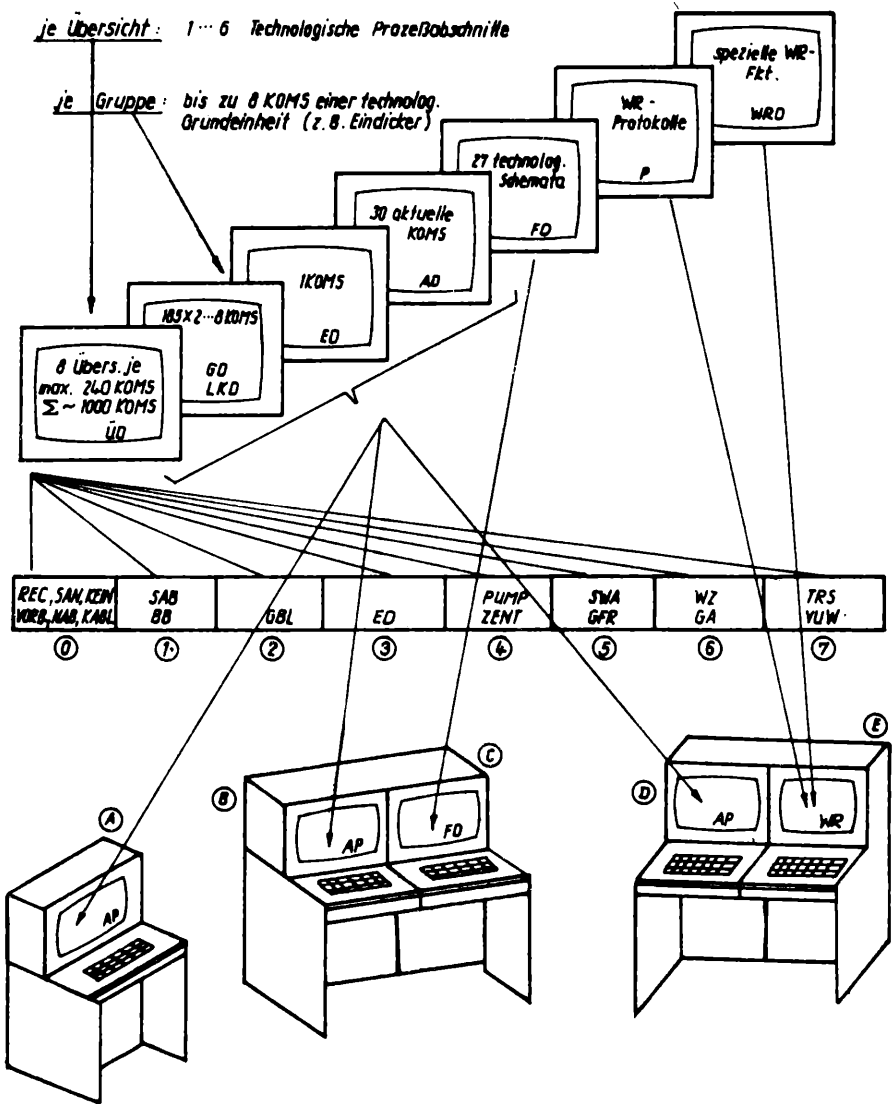 je Übersicht: 1 ··· 6 Technologische Prozeßabschnitte
je Gruppe: bis zu 8 KOMS einer technolog.
Grundeinheit (z.B. Eindicker)
spezielle WR-
Fkt.
WRD
WR-
Protokolle
P
27 technolog.
Schemata
FD
30 aktuelle
KOMS
AD
1 KOMS
ED
185 x 2 ··· 8 KOMS
GD
LKD
8 Übers. je
max. 240 KOMS
Σ ~ 1000 KOMS
ÜD
REC, SAN, KEIN
VORB, NAB, KABL
SAB
BB
GBL
ED
PUMP
ZENT
SWA
GFR
WZ
GA
TRS
VUW
0
1
2
3
4
5
6
7
A
AP
B
AP
C
FD
D
AP
E
WR